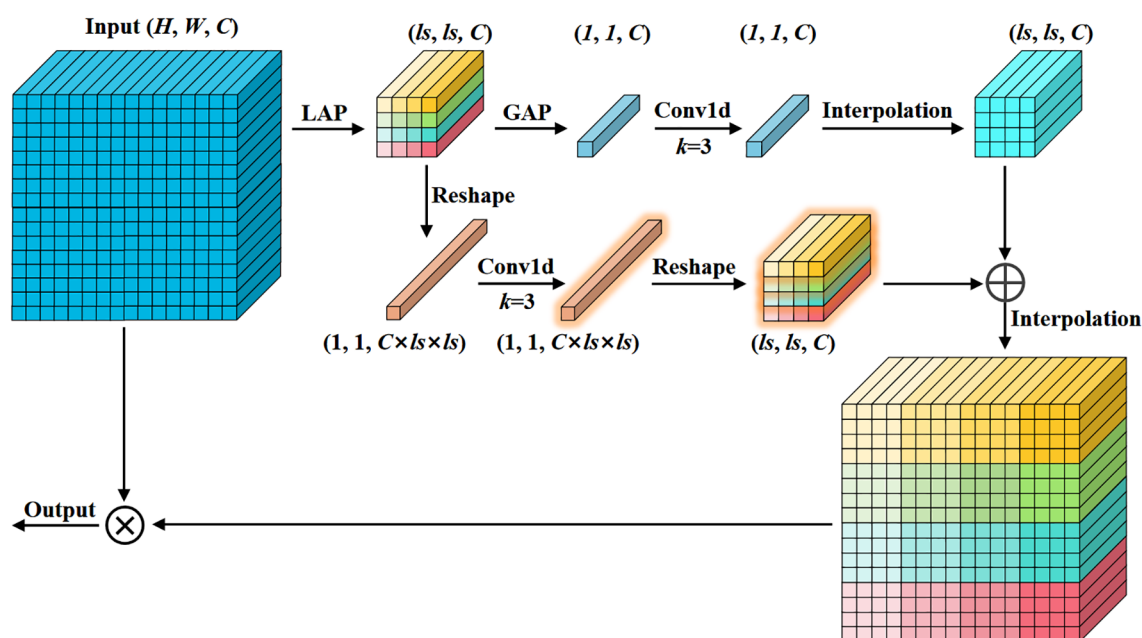 Input (H, W, C)
(ls, ls, C)
(1, 1, C)
(1, 1, C)
(ls, ls, C)
LAP
GAP
Conv1d
k=3
Interpolation
Reshape
Conv1d
k=3
Reshape
(1, 1, C×ls×ls)
(1, 1, C×ls×ls)
(ls, ls, C)
Interpolation
Output